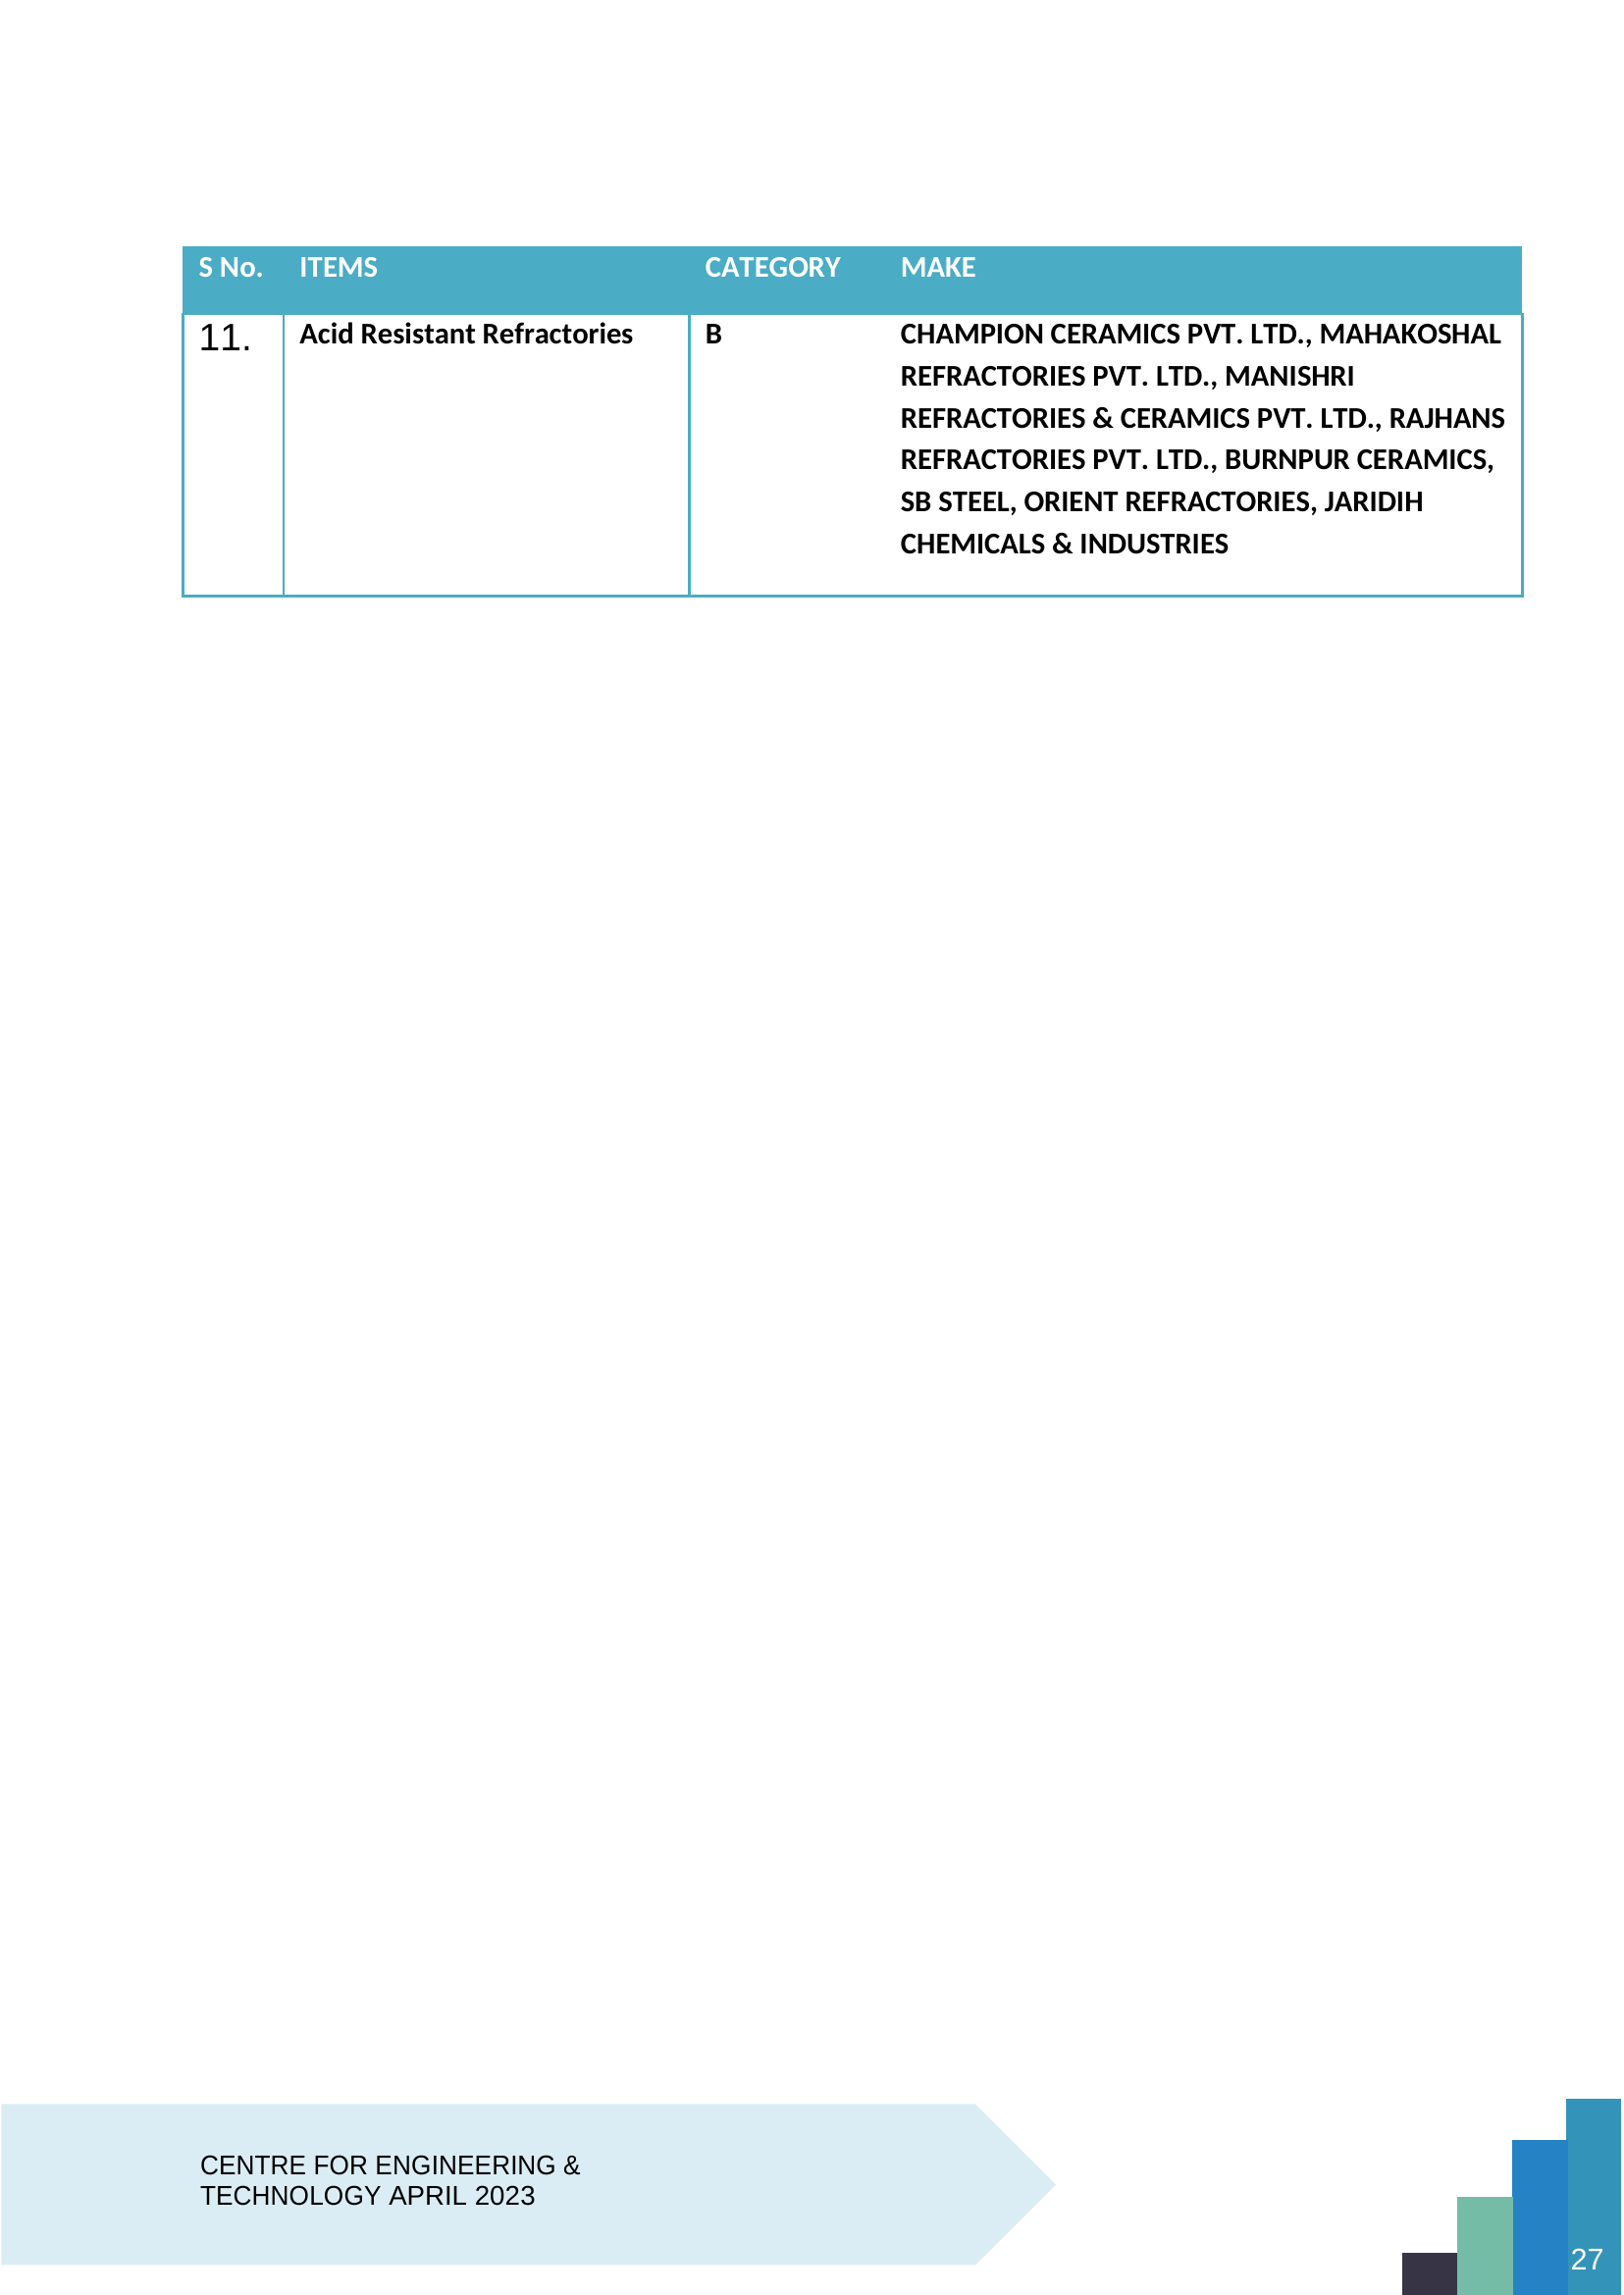 S No. ITEMS CATEGORY MAKE
11. Acid Resistant Refractories B CHAMPION CERAMICS PVT. LTD., MAHAKOSHAL
REFRACTORIES PVT. LTD., MANISHRI
REFRACTORIES & CERAMICS PVT. LTD., RAJHANS
REFRACTORIES PVT. LTD., BURNPUR CERAMICS,
SB STEEL, ORIENT REFRACTORIES, JARIDIH
CHEMICALS & INDUSTRIES
CENTRE FOR ENGINEERING &
TECHNOLOGY APRIL 2023
27